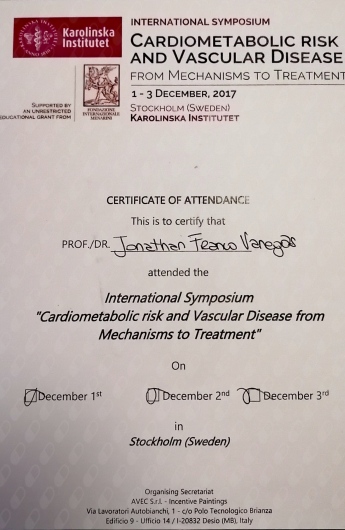 Karolinska
Institutet
INTERNATIONAL SYMPOSIUM
CARDIOMETABOLIC RISK
AND VASCULAR DISEASE
FROM MECHANISMS TO TREATMENT
1 - 3 DECEMBER, 2017
STOCKHOLM (SWEDEN)
KAROLINSKA INSTITUTET
SUPPORTED BY
AN UNRESTRICTED
EDUCATIONAL GRANT FROM
FONDAZIONE
INTERNAZIONALE
MENARINI
CERTIFICATE OF ATTENDANCE
This is to certify that
PROF./DR. Jonathan Franco Vanegas
attended the
International Symposium
"Cardiometabolic risk and Vascular Disease from
Mechanisms to Treatment"
On
December 1st December 2nd December 3rd
in
Stockholm (Sweden)
Organising Secretariat
AVEC S.r.l. - Incentive Paintings
Via Lavoratori Autobianchi, 1 - c/o Polo Tecnologico Brianza
Edificio 9 - Ufficio 14 / I-20832 Desio (MB), Italy